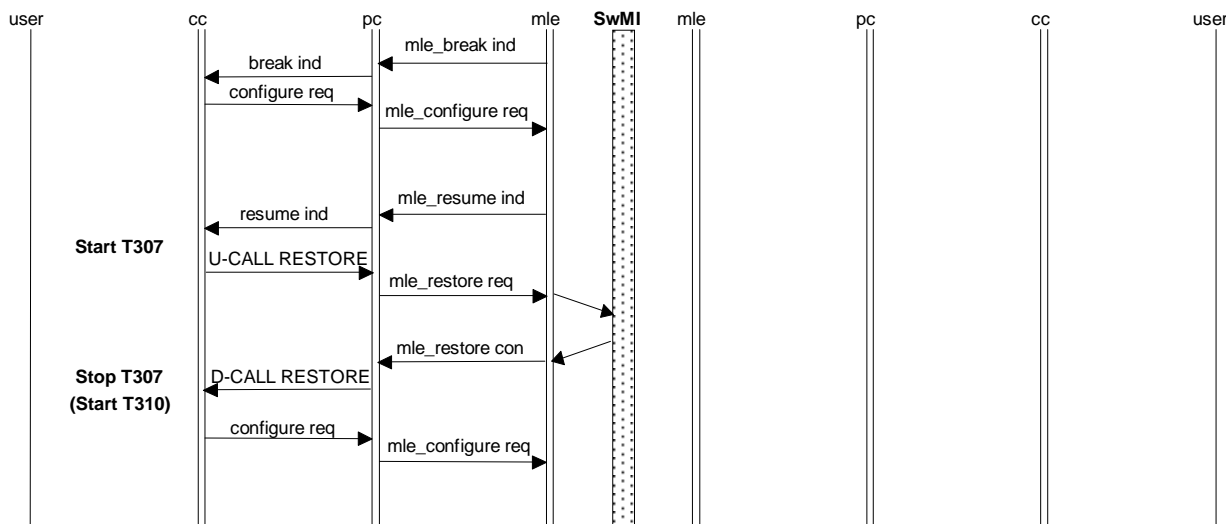 user cc pc mle SwMI mle pc cc user
mle_break ind
break ind
configure req
mle_configure req
mle_resume ind
resume ind
Start T307
U-CALL RESTORE
mle_restore req
mle_restore con
Stop T307 D-CALL RESTORE
(Start T310)
configure req
mle_configure req